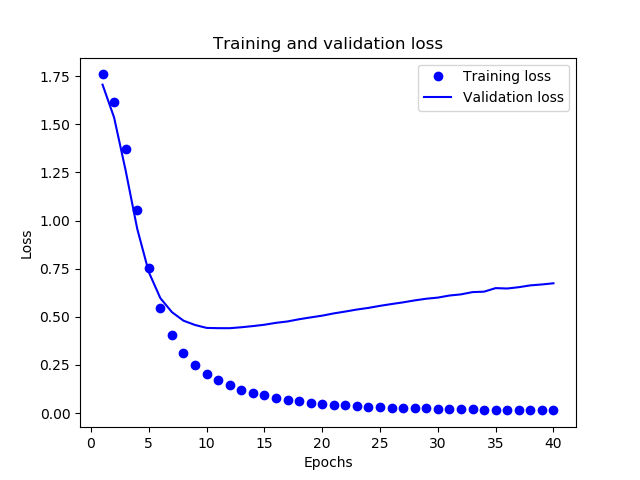 Training and validation loss
Training loss
Validation loss
1.75
1.50
1.25
1.00
0.75
0.50
0.25
0.00
Loss
0 5 10 15 20 25 30 35 40
Epochs